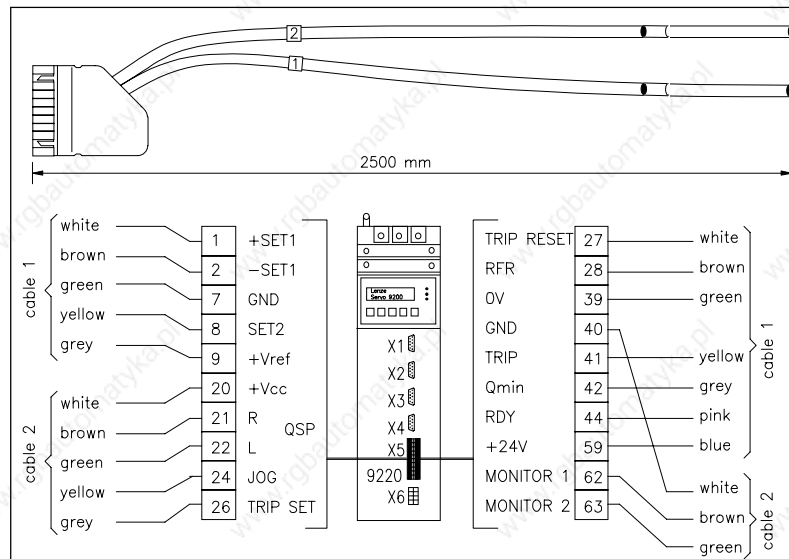 2
1
2500 mm
cable 1
white
brown
green
yellow
grey
cable 2
white
brown
green
yellow
grey
1 +SET1
2 −SET1
7 GND
8 SET2
9 +Vref
20 +Vcc
21 R
QSP
22 L
24 JOG
26 TRIP SET
Lenze
Servo 9200
X1
X2
X3
X4
X5
9220
X6
TRIP RESET 27
RFR 28
0V 39
GND 40
TRIP 41
Qmin 42
RDY 44
+24V 59
MONITOR 1 62
MONITOR 2 63
white
brown
green
yellow
grey
pink
blue
cable 1
white
brown
green
cable 2
www.rgbautomatyka.pl